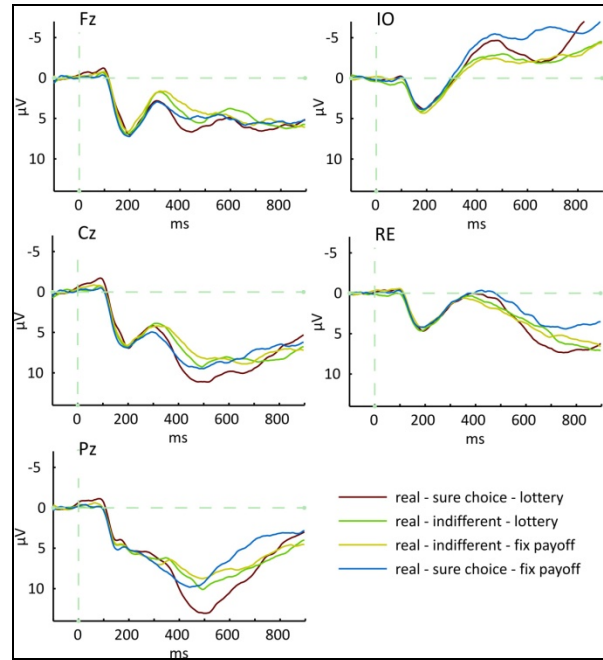 Fz
-5
0
5
10
µV
0 200 400 600 800
ms
IO
-5
0
5
10
µV
0 200 400 600 800
ms
Cz
-5
0
5
10
µV
0 200 400 600 800
ms
RE
-5
0
5
10
µV
0 200 400 600 800
ms
Pz
-5
0
5
10
µV
0 200 400 600 800
ms
real - sure choice - lottery
real - indifferent - lottery
real - indifferent - fix payoff
real - sure choice - fix payoff